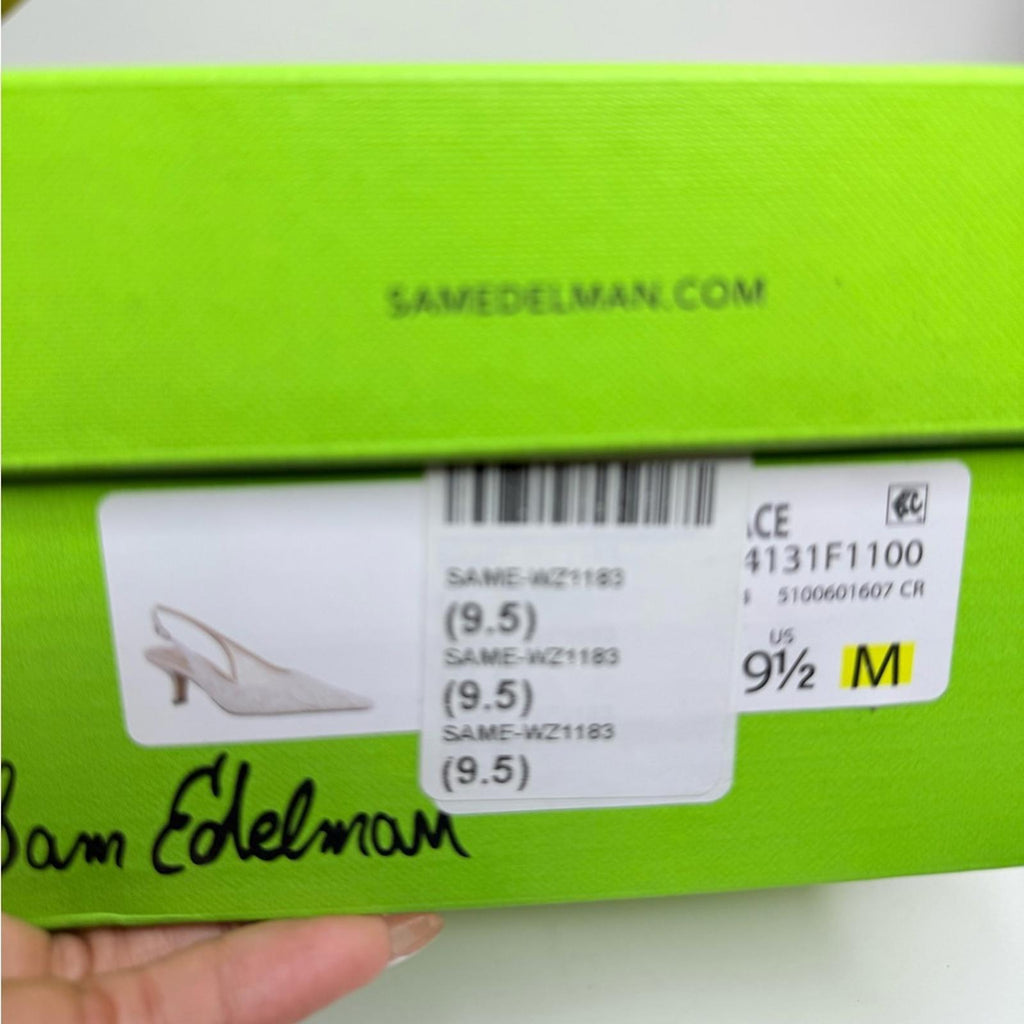 SAMEDELMAN.COM
SAME-WZ1183
(9.5)
SAME-WZ1183
(9.5)
SAME-WZ1183
(9.5)
ACE
4131F1100
5100601607 CR
US
9½ M
Sam Edelman